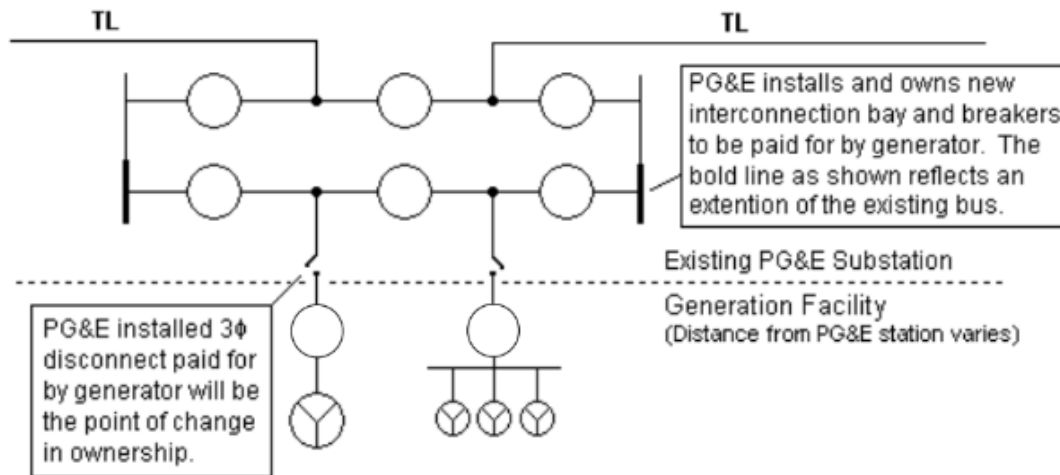 TL
TL
PG&E installs and owns new
interconnection bay and breakers
to be paid for by generator.  The
bold line as shown reflects an
extention of the existing bus.
Existing PG&E Substation
Generation Facility
(Distance from PG&E station varies)
PG&E installed 3ϕ
disconnect paid for
by generator will be
the point of change
in ownership.